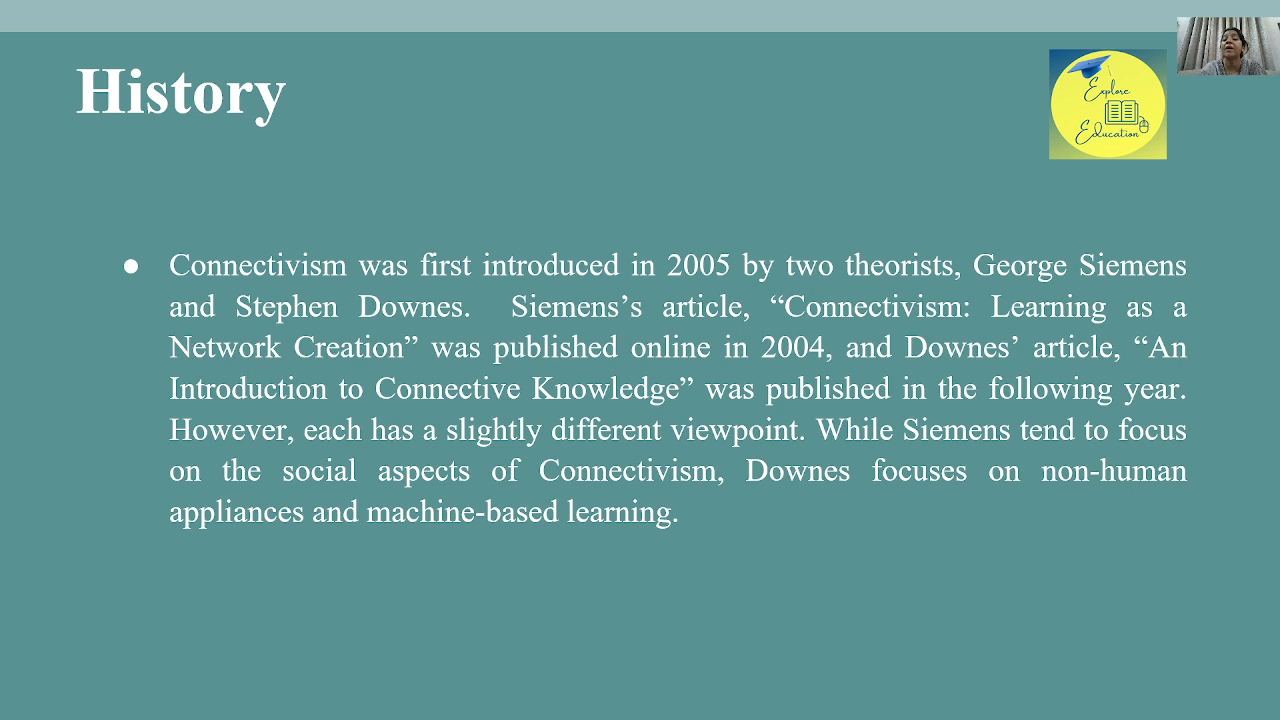 History
Explore
Education
● Connectivism was first introduced in 2005 by two theorists, George Siemens
and Stephen Downes. Siemens’s article, “Connectivism: Learning as a
Network Creation” was published online in 2004, and Downes’ article, “An
Introduction to Connective Knowledge” was published in the following year.
However, each has a slightly different viewpoint. While Siemens tend to focus
on the social aspects of Connectivism, Downes focuses on non-human
appliances and machine-based learning.